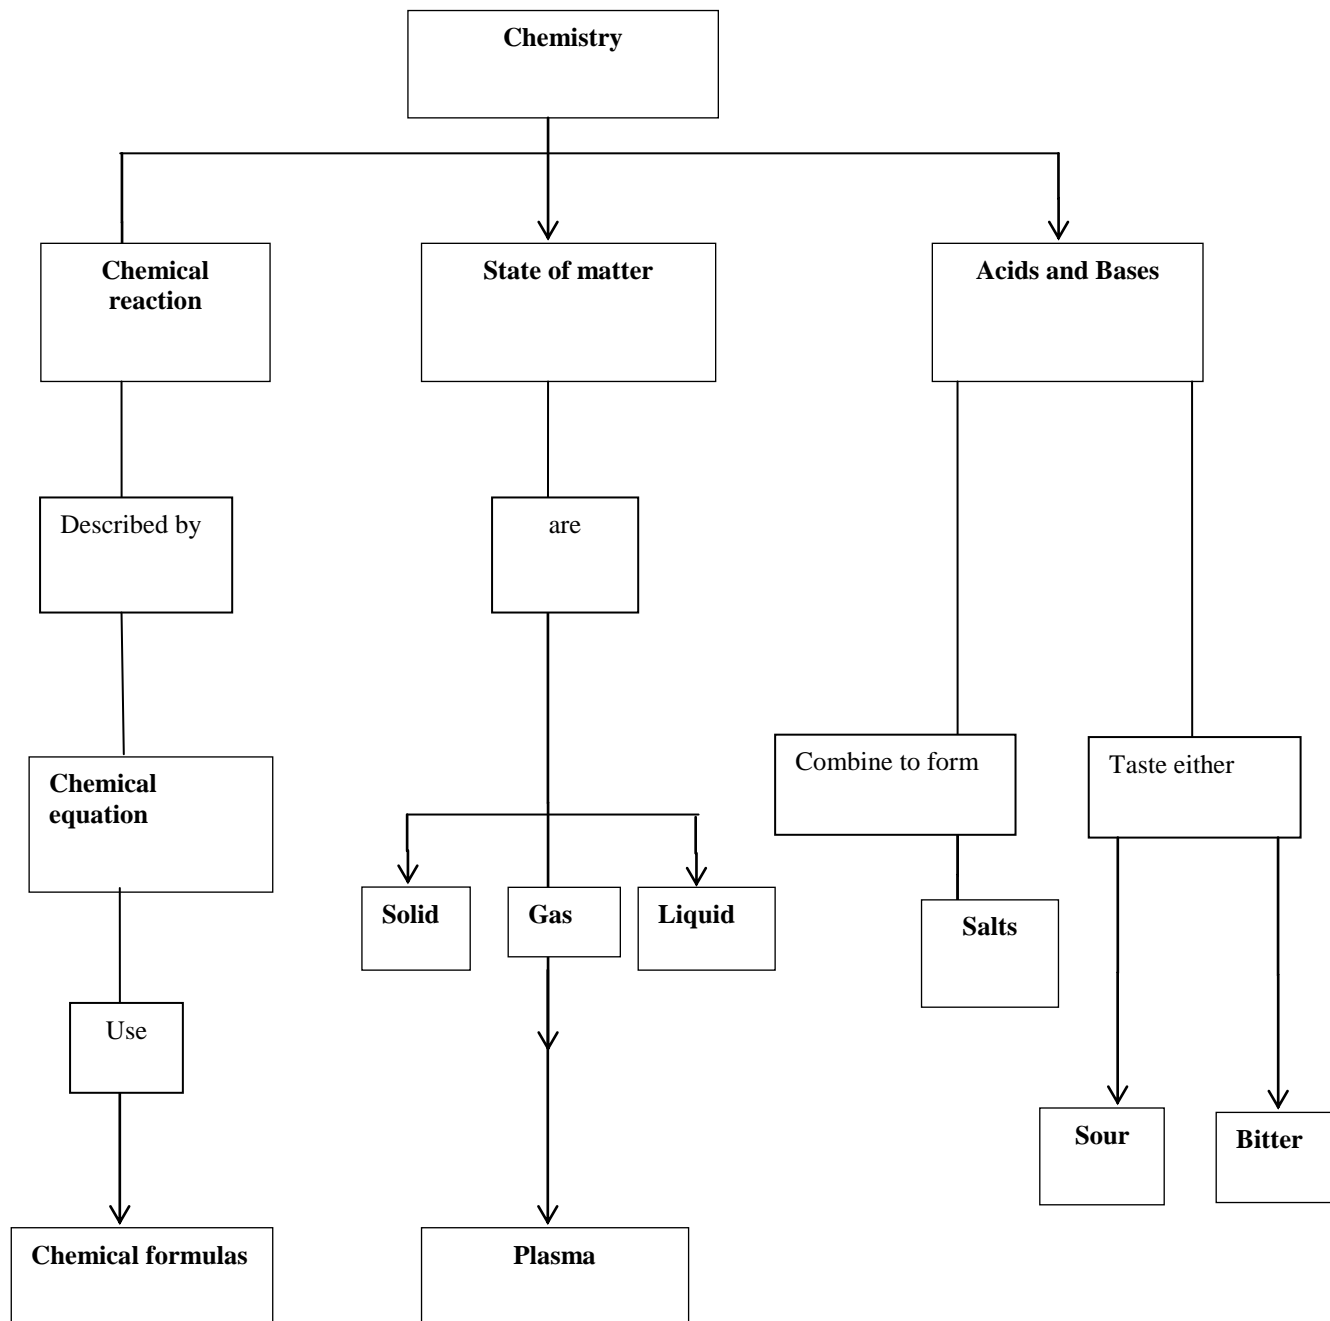 Chemistry
Chemical
reaction
State of matter
Acids and Bases
Described by
are
Combine to form
Taste either
Chemical
equation
Solid
Gas
Liquid
Salts
Use
Sour
Bitter
Chemical formulas
Plasma